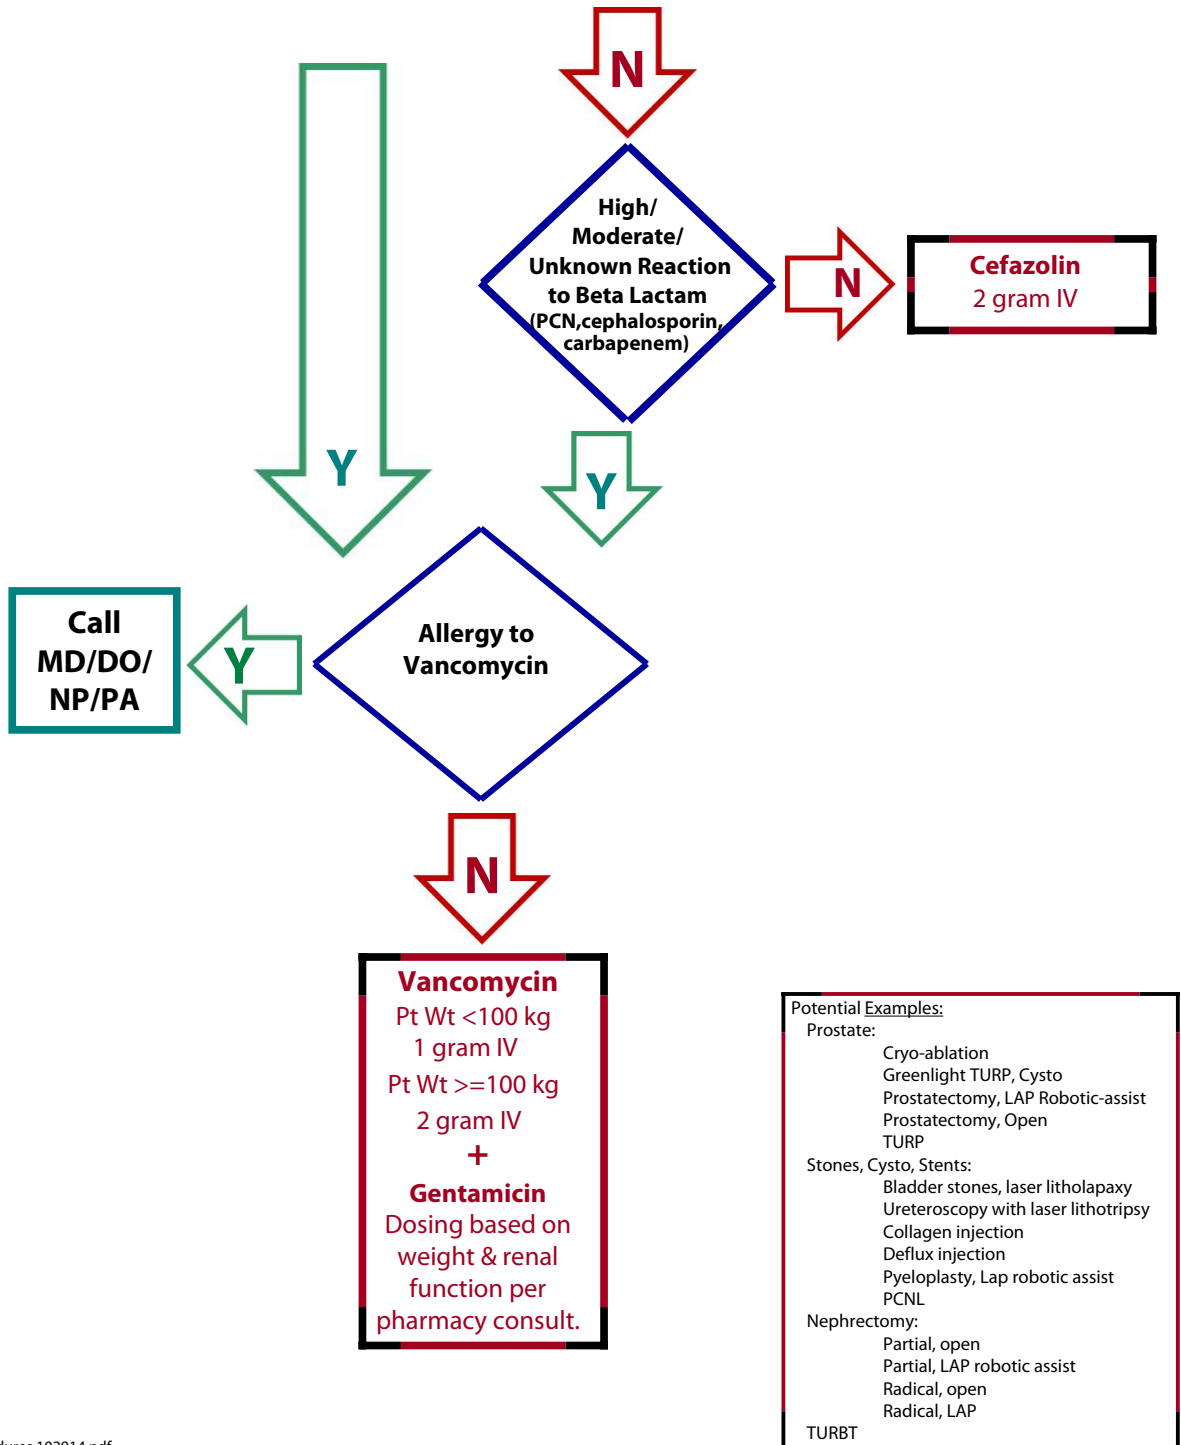 N
High/
Moderate/
Unknown Reaction
to Beta Lactam
(PCN,cephalosporin,
carbapenem)
N
Cefazolin
2 gram IV
Y
Y
Call
MD/DO/
NP/PA
Y
Allergy to
Vancomycin
N
Vancomycin
Pt Wt <100 kg
1 gram IV
Pt Wt >=100 kg
2 gram IV
+
Gentamicin
Dosing based on
weight & renal
function per
pharmacy consult.
Potential Examples:
Prostate:
Cryo-ablation
Greenlight TURP, Cysto
Prostatectomy, LAP Robotic-assist
Prostatectomy, Open
TURP
Stones, Cysto, Stents:
Bladder stones, laser litholapaxy
Ureteroscopy with laser lithotripsy
Collagen injection
Deflux injection
Pyeloplasty, Lap robotic assist
PCNL
Nephrectomy:
Partial, open
Partial, LAP robotic assist
Radical, open
Radical, LAP
TURBT